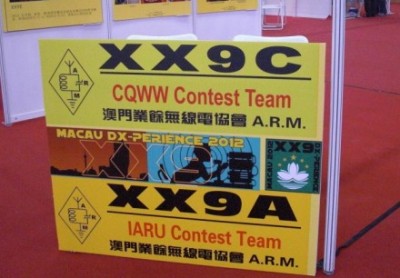 XX9C
CQWW Contest Team
澳門業餘無線電協會 A.R.M.
MACAU DX-PERIENCE 2012
XX9
XX9A
IARU Contest Team
澳門業餘無線電協會 A.R.M.